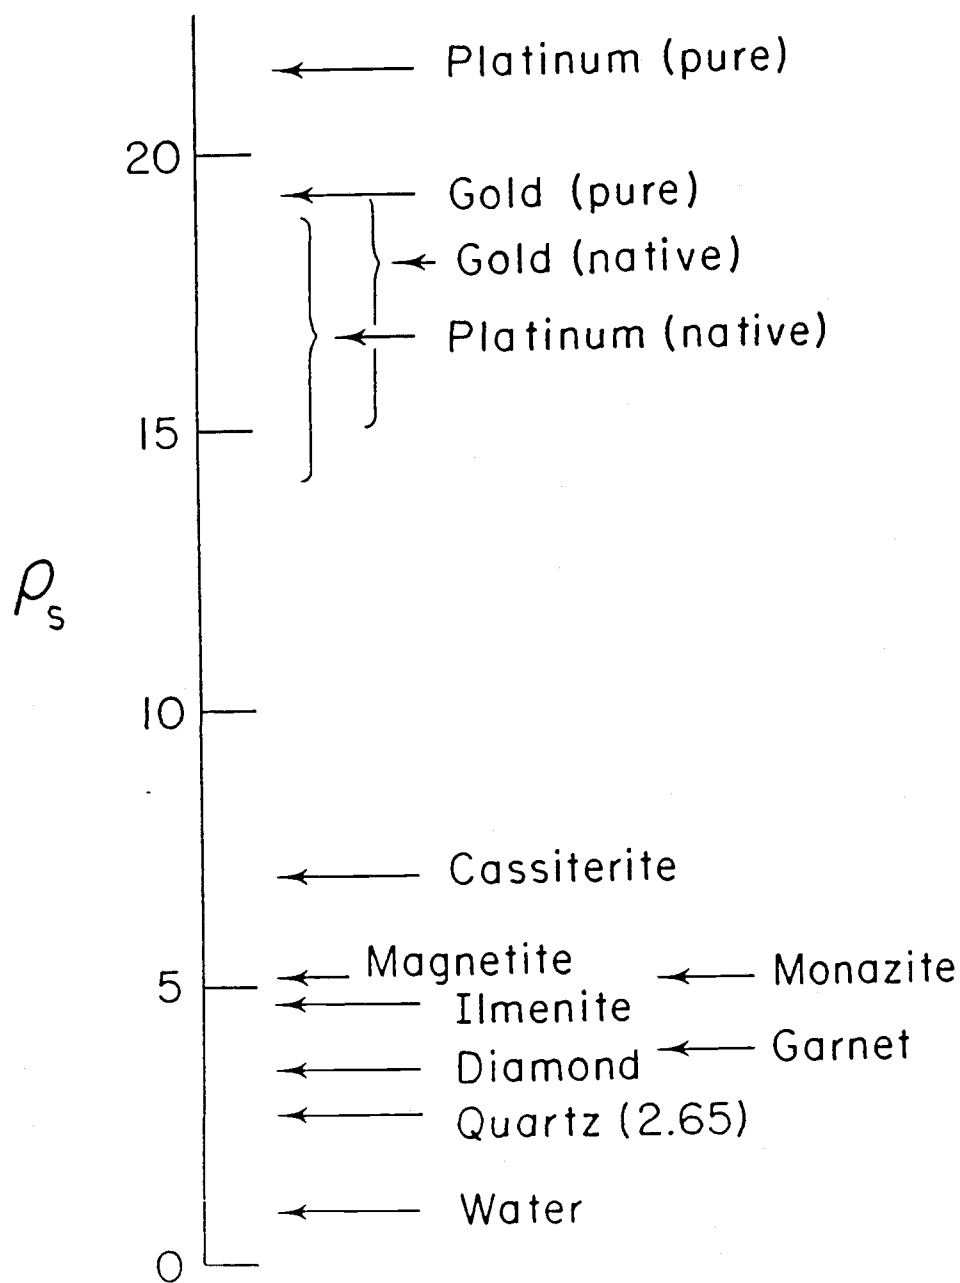 Platinum (pure)
20
Gold (pure)
Gold (native)
Platinum (native)
15
ρs
10
Cassiterite
Magnetite
Monazite
5
Ilmenite
Garnet
Diamond
Quartz (2.65)
Water
0